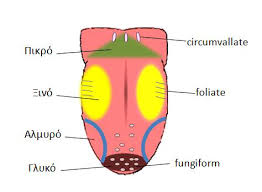 circumvallate
Πικρό
Ξινό
foliate
Αλμυρό
Γλυκό
fungiform